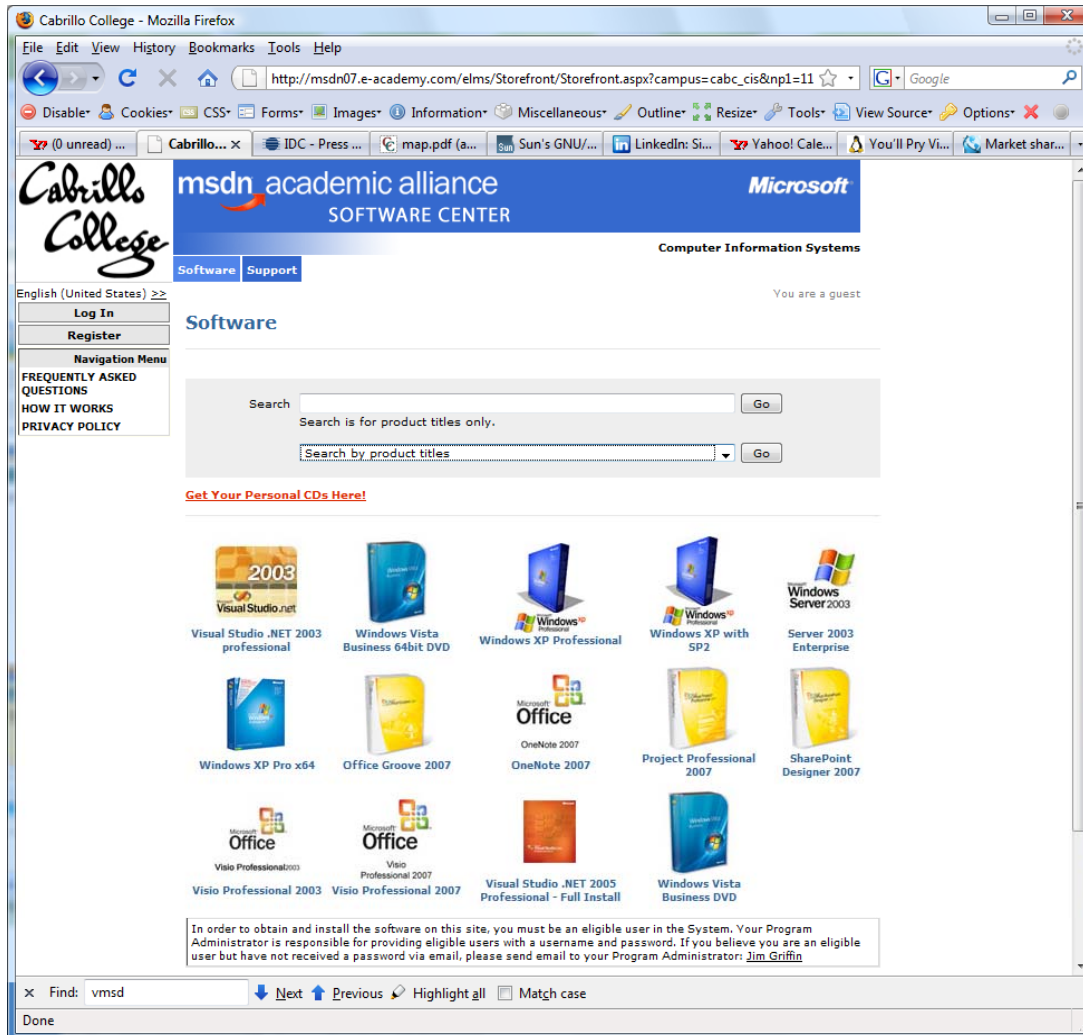 Cabrillo College - Mozilla Firefox
File Edit View History Bookmarks Tools Help
http://msdn07.e-academy.com/elms/Storefront/Storefront.aspx?campus=cabc_cis&np1=11
G Google
Disable Cookies CSS Forms Images Information Miscellaneous Outline Resize Tools View Source Options
(0 unread) ... Cabrillo... IDC - Press ... map.pdf (a... Sun's GNU/... LinkedIn: Si... Yahoo! Cale... You'll Pry Vi... Market shar...
Cabrillo College
msdn academic alliance
SOFTWARE CENTER
Microsoft
Computer Information Systems
Software Support
English (United States) >>
You are a guest
Log In
Register
Navigation Menu
FREQUENTLY ASKED
QUESTIONS
HOW IT WORKS
PRIVACY POLICY
Software
Search Go
Search is for product titles only.
Search by product titles Go
Get Your Personal CDs Here!
2003
Visual Studio.net
Windows xp
Professional
Windows xp
Professional
Windows
Server 2003
Visual Studio .NET 2003
professional
Windows Vista
Business 64bit DVD
Windows XP Professional
Windows XP with
SP2
Server 2003
Enterprise
Microsoft
Office
OneNote 2007
Windows XP Pro x64
Office Groove 2007
OneNote 2007
Project Professional
2007
SharePoint
Designer 2007
Microsoft
Office
Visio Professional2003
Microsoft
Office
Visio
Professional 2007
Visio Professional 2003
Visio Professional 2007
Visual Studio .NET 2005
Professional - Full Install
Windows Vista
Business DVD
In order to obtain and install the software on this site, you must be an eligible user in the System. Your Program
Administrator is responsible for providing eligible users with a username and password. If you believe you are an eligible
user but have not received a password via email, please send email to your Program Administrator: Jim Griffin
x Find: vmsd Next Previous Highlight all Match case
Done